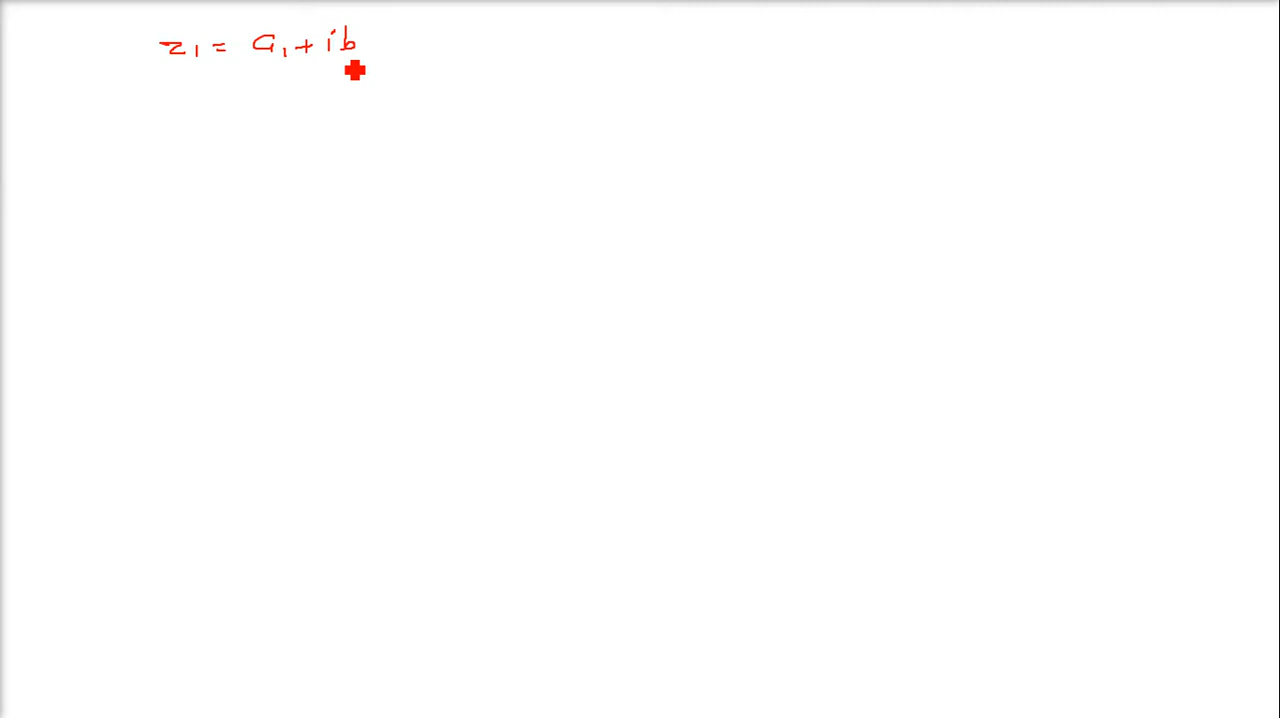 z₁ = a₁ + ib